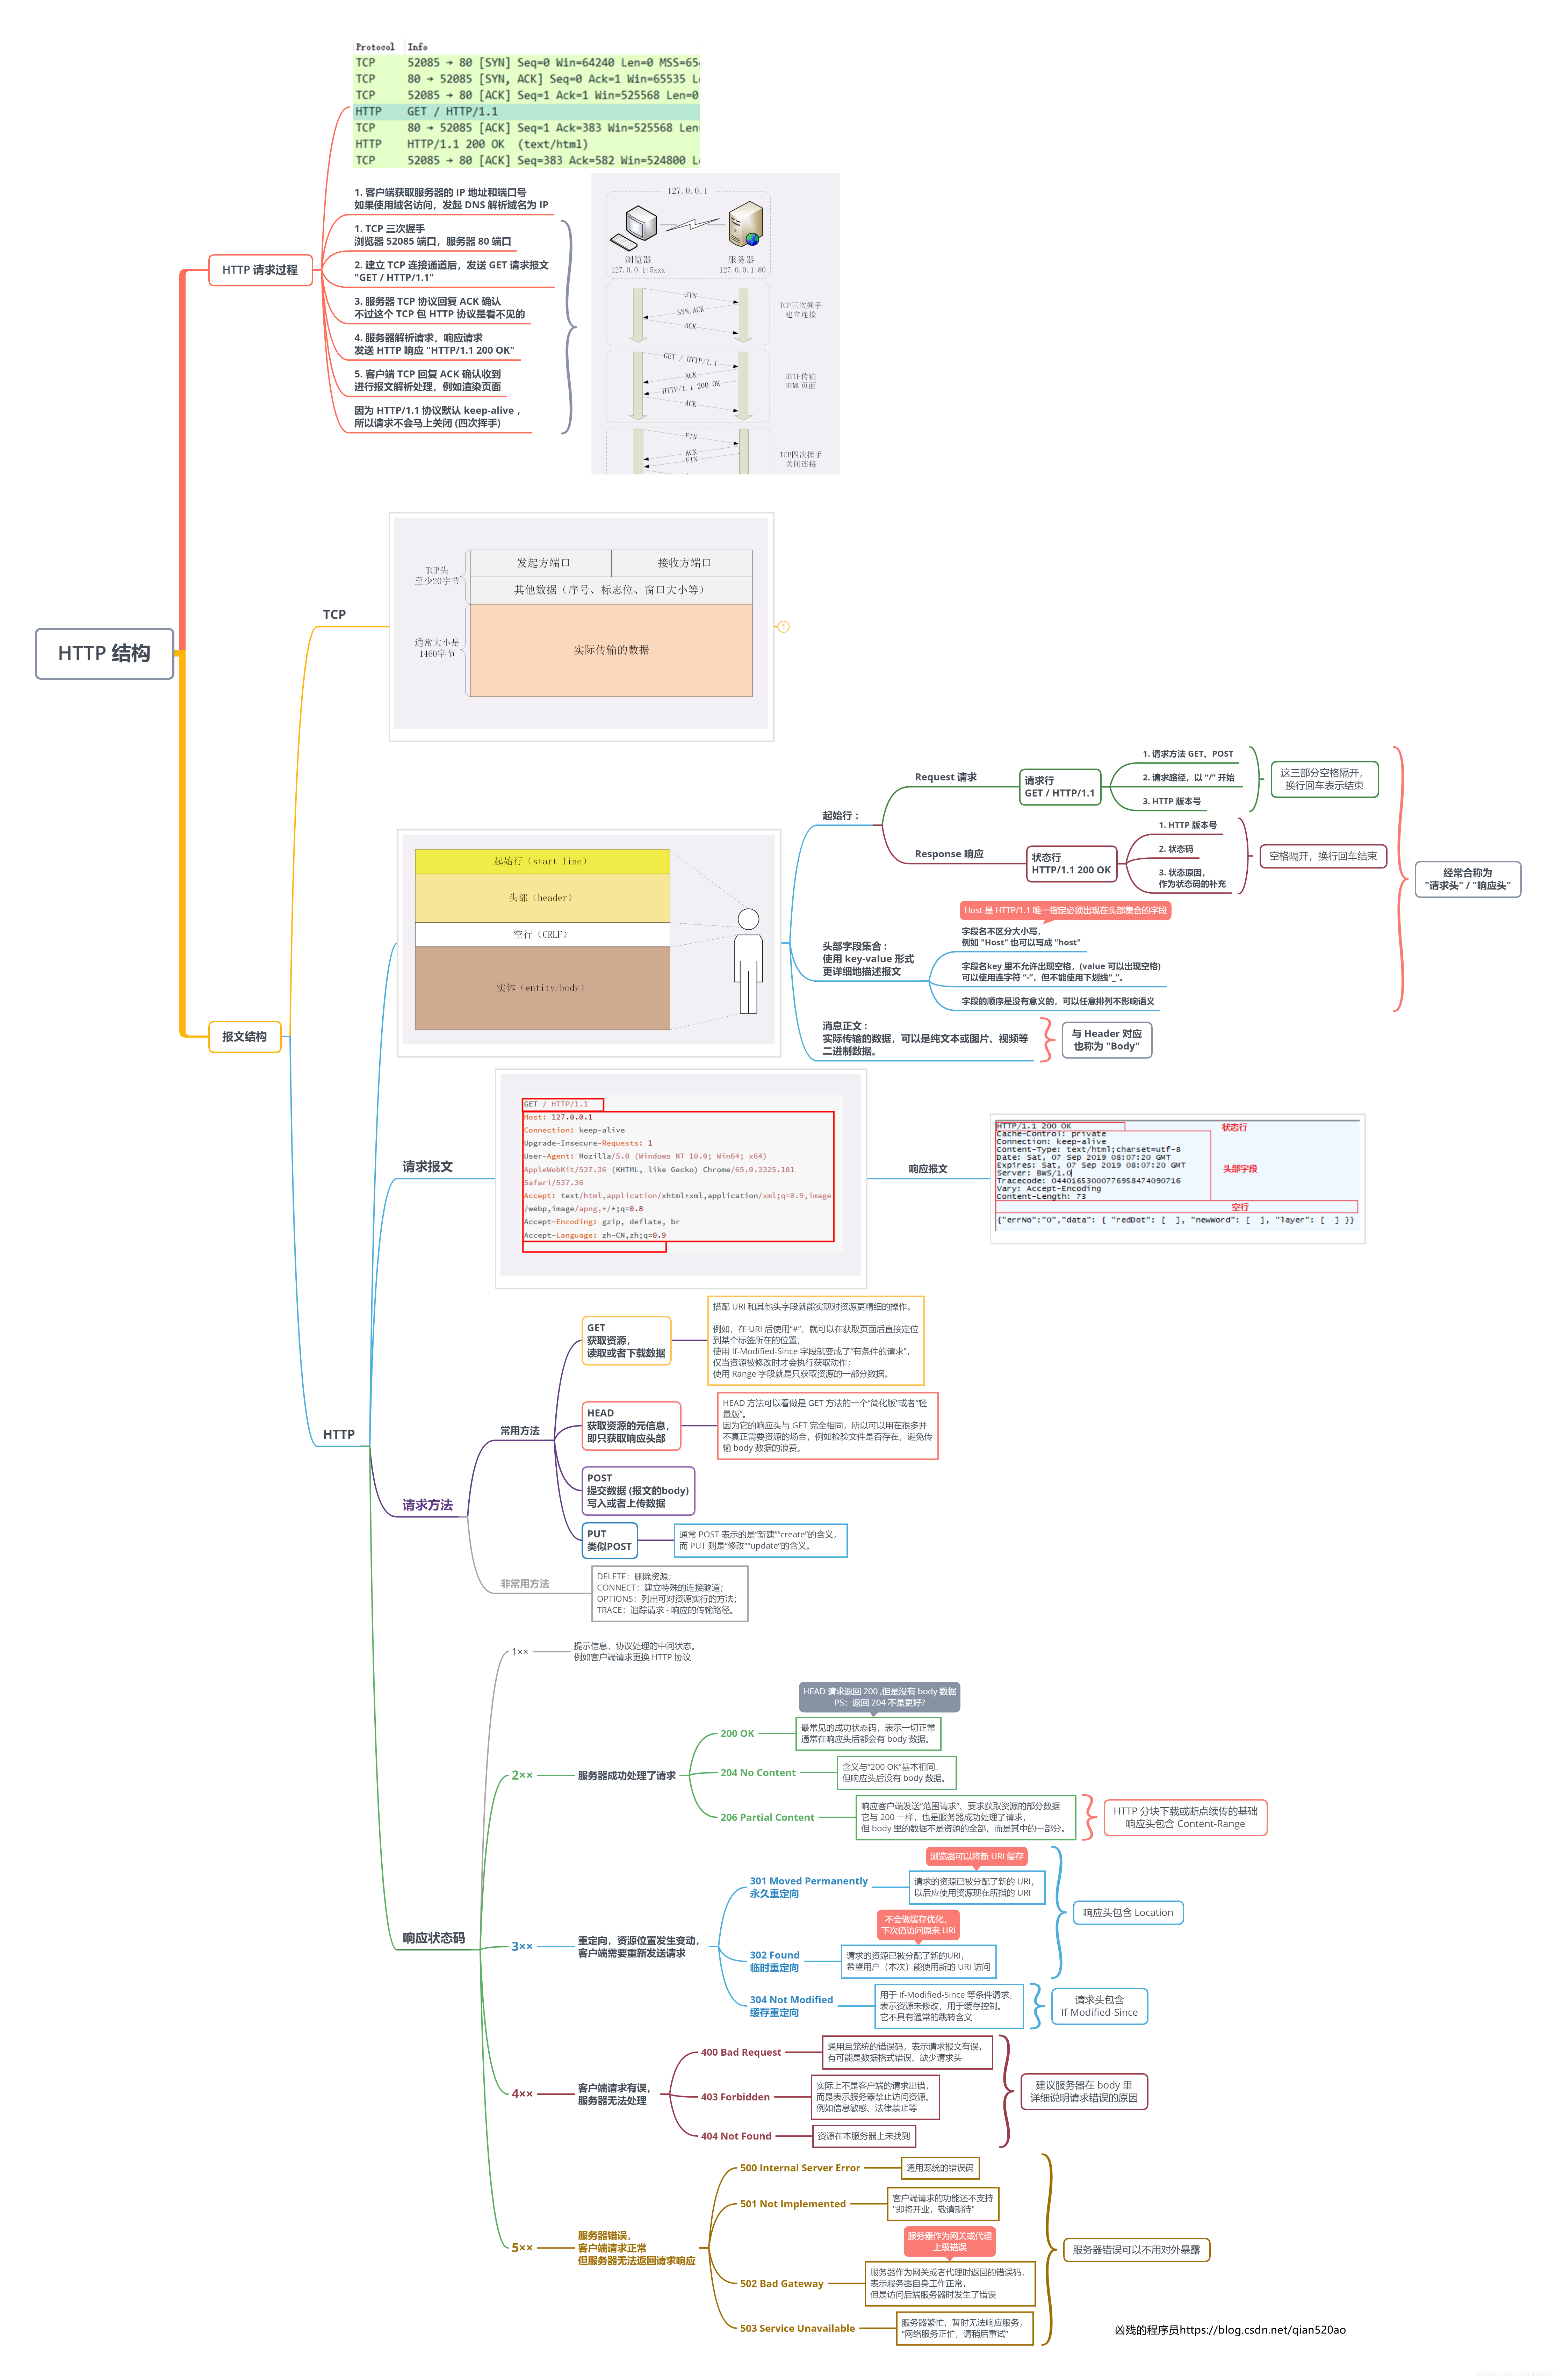 Protocol Info
TCP 52085 → 80 [SYN] Seq=0 Win=64240 Len=0 MSS=65
TCP 80 → 52085 [SYN, ACK] Seq=0 Ack=1 Win=65535 L
TCP 52085 → 80 [ACK] Seq=1 Ack=1 Win=525568 Len=0
HTTP GET / HTTP/1.1
TCP 80 → 52085 [ACK] Seq=1 Ack=383 Win=525568 Len
HTTP HTTP/1.1 200 OK (text/html)
TCP 52085 → 80 [ACK] Seq=383 Ack=582 Win=524800 L
HTTP 请求过程
1. 客户端获取服务器的 IP 地址和端口号
如果使用域名访问，发起 DNS 解析域名为 IP
1. TCP 三次握手
浏览器 52085 端口，服务器 80 端口
2. 建立 TCP 连接通道后，发送 GET 请求报文
"GET / HTTP/1.1"
3. 服务器 TCP 协议回复 ACK 确认
不过这个 TCP 包 HTTP 协议是看不见的
4. 服务器解析请求，响应请求
发送 HTTP 响应 "HTTP/1.1 200 OK"
5. 客户端 TCP 回复 ACK 确认收到
进行报文解析处理，例如渲染页面
因为 HTTP/1.1 协议默认 keep-alive，
所以请求不会马上关闭 (四次挥手)
127.0.0.1
浏览器
127.0.0.1:5xxx
服务器
127.0.0.1:80
SYN
SYN,ACK
ACK
TCP三次握手
建立连接
GET / HTTP/1.1
ACK
HTTP/1.1 200 OK
ACK
HTTP传输
HTML页面
FIN
ACK
FIN
TCP四次挥手
关闭连接
HTTP 结构
TCP
TCP头
至少20字节
发起方端口
接收方端口
其他数据（序号、标志位、窗口大小等）
通常大小是
1460字节
实际传输的数据
1
报文结构
HTTP
起始行（start line）
头部（header）
空行（CRLF）
实体（entity/body）
起始行：
Request 请求
请求行
GET / HTTP/1.1
1. 请求方法 GET、POST
2. 请求路径，以 “/” 开始
3. HTTP 版本号
这三部分空格隔开，
换行回车表示结束
Response 响应
状态行
HTTP/1.1 200 OK
1. HTTP 版本号
2. 状态码
3. 状态原因，
作为状态码的补充
空格隔开，换行回车结束
经常合称为
"请求头" / "响应头"
头部字段集合：
使用 key-value 形式
更详细地描述报文
Host 是 HTTP/1.1 唯一指定必须出现在头部集合的字段
字段名不区分大小写，
例如 "Host" 也可以写成 "host"
字段名key 里不允许出现空格，(value 可以出现空格)
可以使用连字符 “-”，但不能使用下划线“_”。
字段的顺序是没有意义的，可以任意排列不影响语义
消息正文：
实际传输的数据，可以是纯文本或图片、视频等
二进制数据。
与 Header 对应
也称为 "Body"
请求报文
GET / HTTP/1.1
Host: 127.0.0.1
Connection: keep-alive
Upgrade-Insecure-Requests: 1
User-Agent: Mozilla/5.0 (Windows NT 10.0; Win64; x64)
AppleWebKit/537.36 (KHTML, like Gecko) Chrome/65.0.3325.181
Safari/537.36
Accept: text/html,application/xhtml+xml,application/xml;q=0.9,image
/webp,image/apng,*/*;q=0.8
Accept-Encoding: gzip, deflate, br
Accept-Language: zh-CN,zh;q=0.9
响应报文
HTTP/1.1 200 OK
状态行
Cache-Control: private
Connection: keep-alive
Content-Type: text/html;charset=utf-8
Date: Sat, 07 Sep 2019 08:07:20 GMT
Expires: Sat, 07 Sep 2019 08:07:20 GMT
Server: BWS/1.0
头部字段
Tracecode: 04401653000776958474090716
Vary: Accept-Encoding
Content-Length: 73
空行
{"errNo":"0","data": { "redDot": [ ], "newWord": [ ], "layer": [ ] }}
请求方法
常用方法
GET
获取资源，
读取或者下载数据
搭配 URI 和其他头字段就能实现对资源更精细的操作。
例如，在 URI 后使用“#”，就可以在获取页面后直接定位
到某个标签所在的位置；
使用 If-Modified-Since 字段就变成了“有条件的请求”，
仅当资源被修改时才会执行获取动作；
使用 Range 字段就是只获取资源的一部分数据。
HEAD
获取资源的元信息，
即只获取响应头部
HEAD 方法可以看做是 GET 方法的一个“简化版”或者“轻
量版”。
因为它的响应头与 GET 完全相同，所以可以用在很多并
不真正需要资源的场合，例如检验文件是否存在，避免传
输 body 数据的浪费。
POST
提交数据 (报文的body)
写入或者上传数据
PUT
类似POST
通常 POST 表示的是“新建”“create”的含义，
而 PUT 则是“修改”“update”的含义。
非常用方法
DELETE：删除资源；
CONNECT：建立特殊的连接隧道；
OPTIONS：列出可对资源实行的方法；
TRACE：追踪请求 - 响应的传输路径。
响应状态码
1××
提示信息，协议处理的中间状态。
例如客户端请求更换 HTTP 协议
2××
服务器成功处理了请求
HEAD 请求返回 200 ,但是没有 body 数据
PS：返回 204 不是更好?
200 OK
最常见的成功状态码，表示一切正常
通常在响应头后都会有 body 数据。
204 No Content
含义与“200 OK”基本相同，
但响应头后没有 body 数据。
206 Partial Content
响应客户端发送“范围请求”、要求获取资源的部分数据
它与 200 一样，也是服务器成功处理了请求，
但 body 里的数据不是资源的全部，而是其中的一部分。
HTTP 分块下载或断点续传的基础
响应头包含 Content-Range
3××
重定向，资源位置发生变动，
客户端需要重新发送请求
浏览器可以将新 URI 缓存
301 Moved Permanently
永久重定向
请求的资源已被分配了新的 URI，
以后应使用资源现在所指的 URI
不会做缓存优化，
下次仍访问原来 URI
302 Found
临时重定向
请求的资源已被分配了新的URI，
希望用户（本次）能使用新的 URI 访问
响应头包含 Location
304 Not Modified
缓存重定向
用于 If-Modified-Since 等条件请求，
表示资源未修改，用于缓存控制。
它不具有通常的跳转含义
请求头包含
If-Modified-Since
4××
客户端请求有误，
服务器无法处理
400 Bad Request
通用且笼统的错误码，表示请求报文有误，
有可能是数据格式错误、缺少请求头
403 Forbidden
实际上不是客户端的请求出错，
而是表示服务器禁止访问资源。
例如信息敏感、法律禁止等
404 Not Found
资源在本服务器上未找到
建议服务器在 body 里
详细说明请求错误的原因
5××
服务器错误，
客户端请求正常
但服务器无法返回请求响应
500 Internal Server Error
通用笼统的错误码
501 Not Implemented
客户端请求的功能还不支持
“即将开业，敬请期待”
服务器作为网关或代理
上级错误
502 Bad Gateway
服务器作为网关或者代理时返回的错误码，
表示服务器自身工作正常，
但是访问后端服务器时发生了错误
503 Service Unavailable
服务器繁忙，暂时无法响应服务，
“网络服务正忙，请稍后重试”
服务器错误可以不用对外暴露
凶残的程序员https://blog.csdn.net/qian520ao